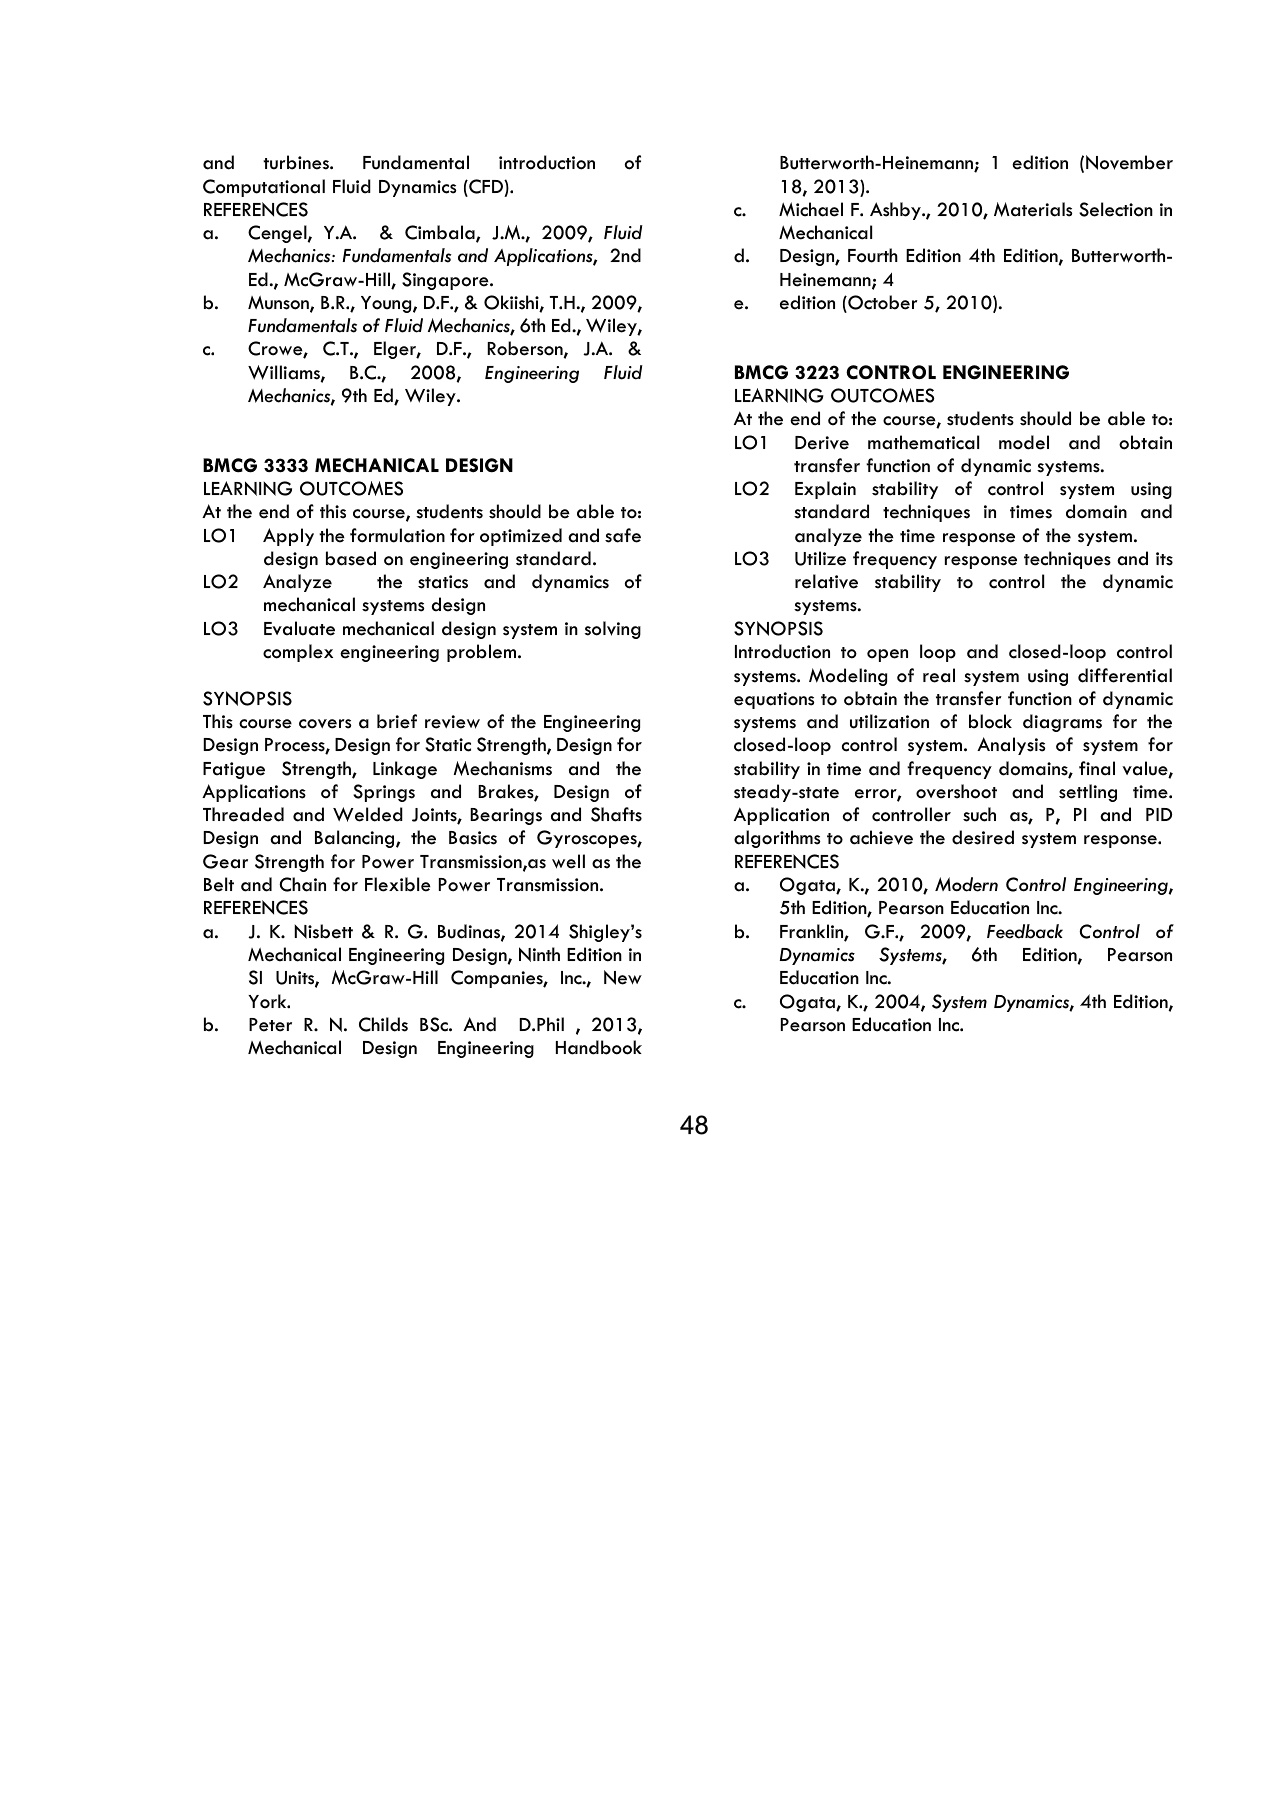 and turbines. Fundamental introduction of
Computational Fluid Dynamics (CFD).
REFERENCES
a. Cengel, Y.A. & Cimbala, J.M., 2009, Fluid
Mechanics: Fundamentals and Applications, 2nd
Ed., McGraw-Hill, Singapore.
b. Munson, B.R., Young, D.F., & Okiishi, T.H., 2009,
Fundamentals of Fluid Mechanics, 6th Ed., Wiley,
c. Crowe, C.T., Elger, D.F., Roberson, J.A. &
Williams, B.C., 2008, Engineering Fluid
Mechanics, 9th Ed, Wiley.
BMCG 3333 MECHANICAL DESIGN
LEARNING OUTCOMES
At the end of this course, students should be able to:
LO1 Apply the formulation for optimized and safe
design based on engineering standard.
LO2 Analyze the statics and dynamics of
mechanical systems design
LO3 Evaluate mechanical design system in solving
complex engineering problem.
SYNOPSIS
This course covers a brief review of the Engineering
Design Process, Design for Static Strength, Design for
Fatigue Strength, Linkage Mechanisms and the
Applications of Springs and Brakes, Design of
Threaded and Welded Joints, Bearings and Shafts
Design and Balancing, the Basics of Gyroscopes,
Gear Strength for Power Transmission,as well as the
Belt and Chain for Flexible Power Transmission.
REFERENCES
a. J. K. Nisbett & R. G. Budinas, 2014 Shigley’s
Mechanical Engineering Design, Ninth Edition in
SI Units, McGraw-Hill Companies, Inc., New
York.
b. Peter R. N. Childs BSc. And D.Phil , 2013,
Mechanical Design Engineering Handbook
Butterworth-Heinemann; 1 edition (November
18, 2013).
c. Michael F. Ashby., 2010, Materials Selection in
Mechanical
d. Design, Fourth Edition 4th Edition, Butterworth-
Heinemann; 4
e. edition (October 5, 2010).
BMCG 3223 CONTROL ENGINEERING
LEARNING OUTCOMES
At the end of the course, students should be able to:
LO1 Derive mathematical model and obtain
transfer function of dynamic systems.
LO2 Explain stability of control system using
standard techniques in times domain and
analyze the time response of the system.
LO3 Utilize frequency response techniques and its
relative stability to control the dynamic
systems.
SYNOPSIS
Introduction to open loop and closed-loop control
systems. Modeling of real system using differential
equations to obtain the transfer function of dynamic
systems and utilization of block diagrams for the
closed-loop control system. Analysis of system for
stability in time and frequency domains, final value,
steady-state error, overshoot and settling time.
Application of controller such as, P, PI and PID
algorithms to achieve the desired system response.
REFERENCES
a. Ogata, K., 2010, Modern Control Engineering,
5th Edition, Pearson Education Inc.
b. Franklin, G.F., 2009, Feedback Control of
Dynamics Systems, 6th Edition, Pearson
Education Inc.
c. Ogata, K., 2004, System Dynamics, 4th Edition,
Pearson Education Inc.
48